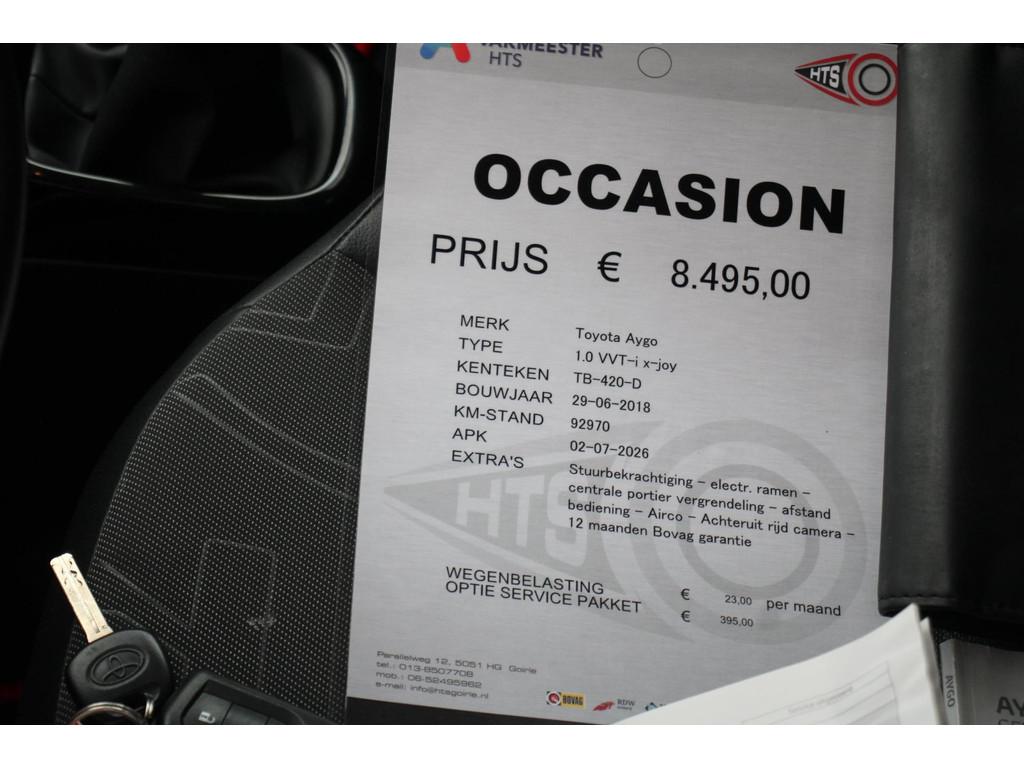 HTS
HTS
OCCASION
PRIJS € 8.495,00
MERK Toyota Aygo
TYPE 1.0 VVT-i x-joy
KENTEKEN TB-420-D
BOUWJAAR 29-06-2018
KM-STAND 92970
APK 02-07-2026
EXTRA'S Stuurbekrachtiging - electr. ramen -
centrale portier vergrendeling - afstand
bediening - Airco - Achteruit rijd camera -
12 maanden Bovag garantie
HTS
WEGENBELASTING € 23,00 per maand
OPTIE SERVICE PAKKET € 395,00
Parallelweg 12, 5051 HG Goirle
tel.: 013-8507708
mob.: 06-52495962
e-mail: info@htsgoirle.nl
BOVAG
RDW
AY